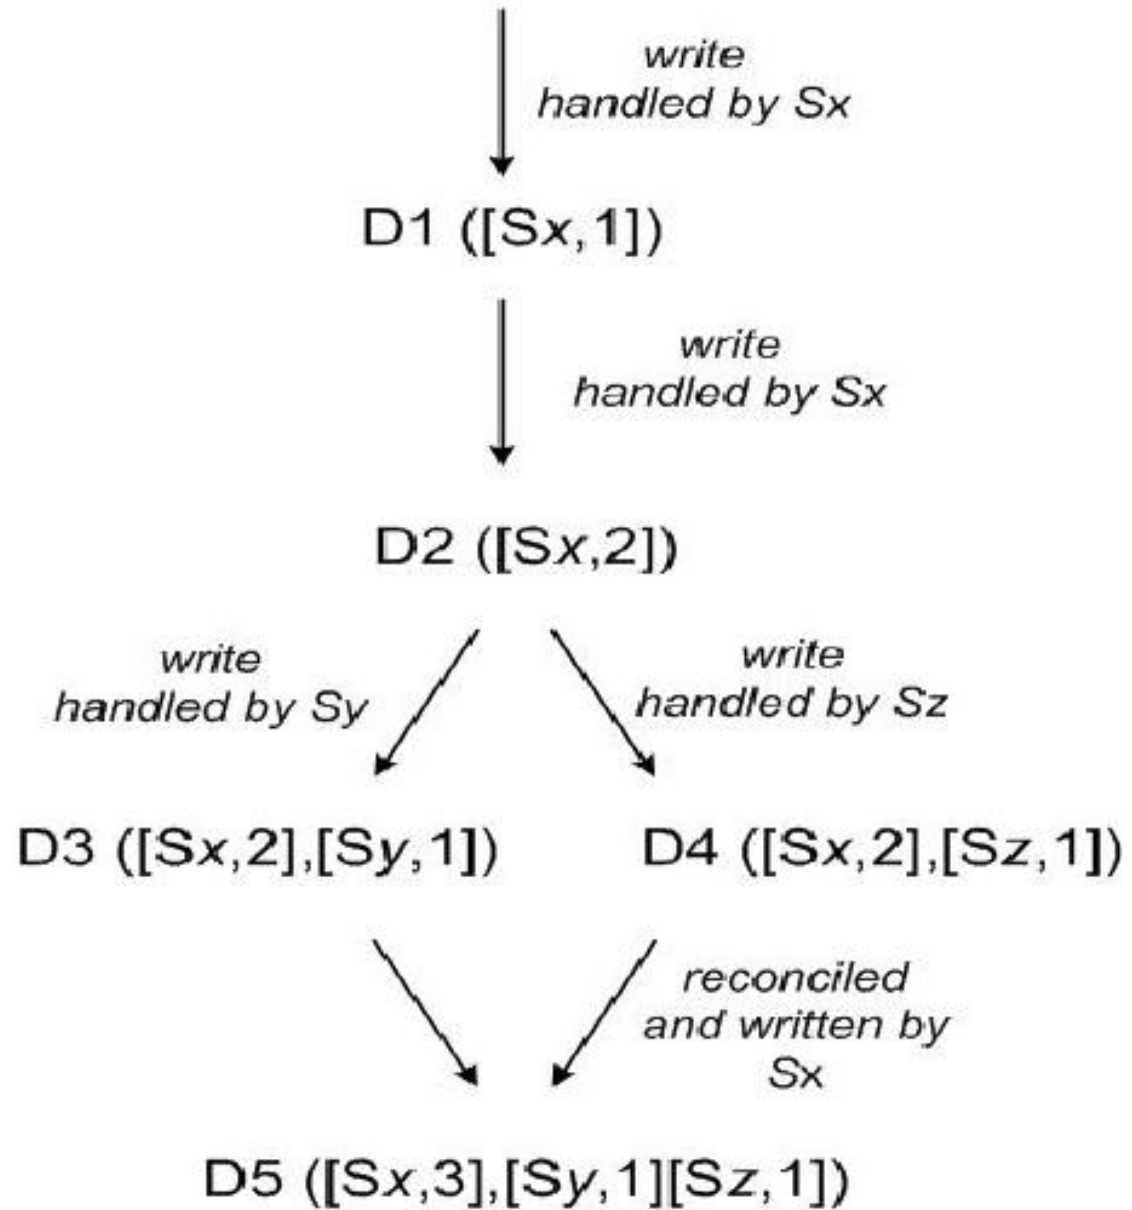 write
handled by Sx
D1 ([Sx,1])
write
handled by Sx
D2 ([Sx,2])
write
handled by Sy
write
handled by Sz
D3 ([Sx,2],[Sy,1])
D4 ([Sx,2],[Sz,1])
reconciled
and written by
Sx
D5 ([Sx,3],[Sy,1][Sz,1])